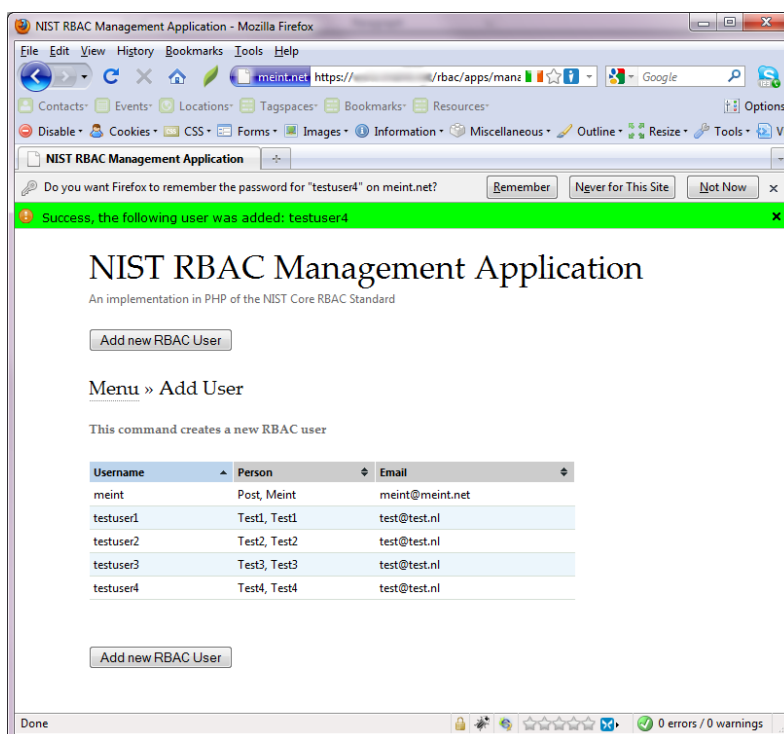 NIST RBAC Management Application - Mozilla Firefox
File Edit View History Bookmarks Tools Help
meint.net https:// /rbac/apps/mana Google
Contacts Events Locations Tagspaces Bookmarks Resources Options
Disable Cookies CSS Forms Images Information Miscellaneous Outline Resize Tools V
NIST RBAC Management Application
Do you want Firefox to remember the password for "testuser4" on meint.net? Remember Never for This Site Not Now
Success, the following user was added: testuser4
NIST RBAC Management Application
An implementation in PHP of the NIST Core RBAC Standard
Add new RBAC User
Menu » Add User
This command creates a new RBAC user
Username Person Email
meint Post, Meint meint@meint.net
testuser1 Test1, Test1 test@test.nl
testuser2 Test2, Test2 test@test.nl
testuser3 Test3, Test3 test@test.nl
testuser4 Test4, Test4 test@test.nl
Add new RBAC User
Done 0 errors / 0 warnings